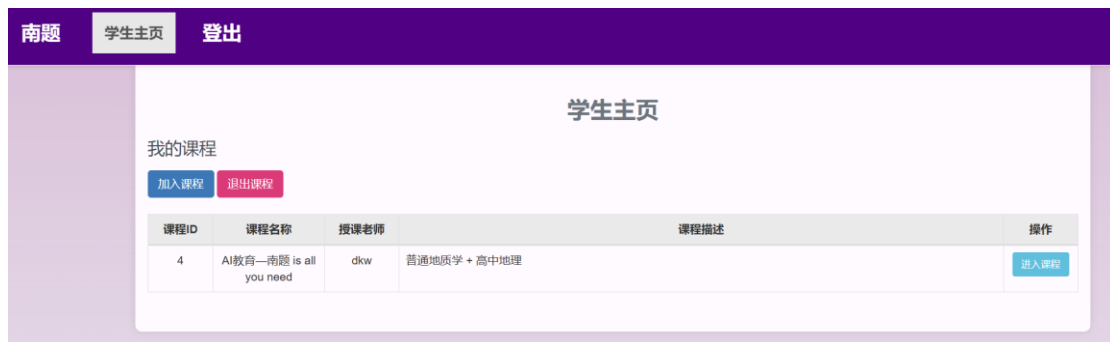 南题 学生主页 登出
学生主页
我的课程
加入课程 退出课程
课程ID 课程名称 授课老师 课程描述 操作
4 AI教育—南题 is all you need dkw 普通地质学 + 高中地理 进入课程